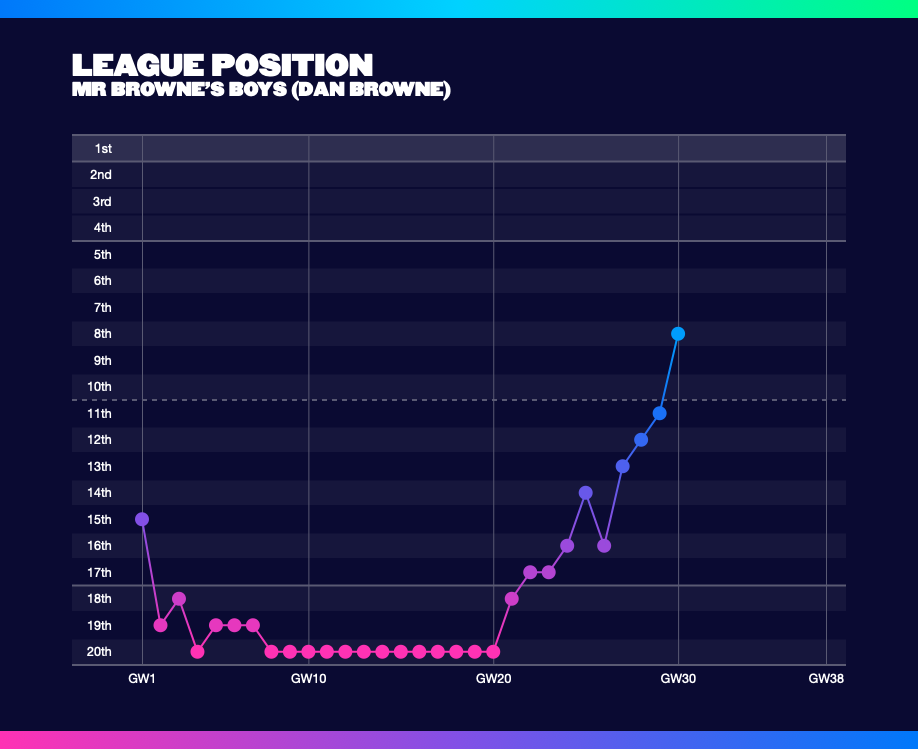 LEAGUE POSITION
MR BROWNE'S BOYS (DAN BROWNE)
1st
2nd
3rd
4th
5th
6th
7th
8th
9th
10th
11th
12th
13th
14th
15th
16th
17th
18th
19th
20th
GW1 GW10 GW20 GW30 GW38